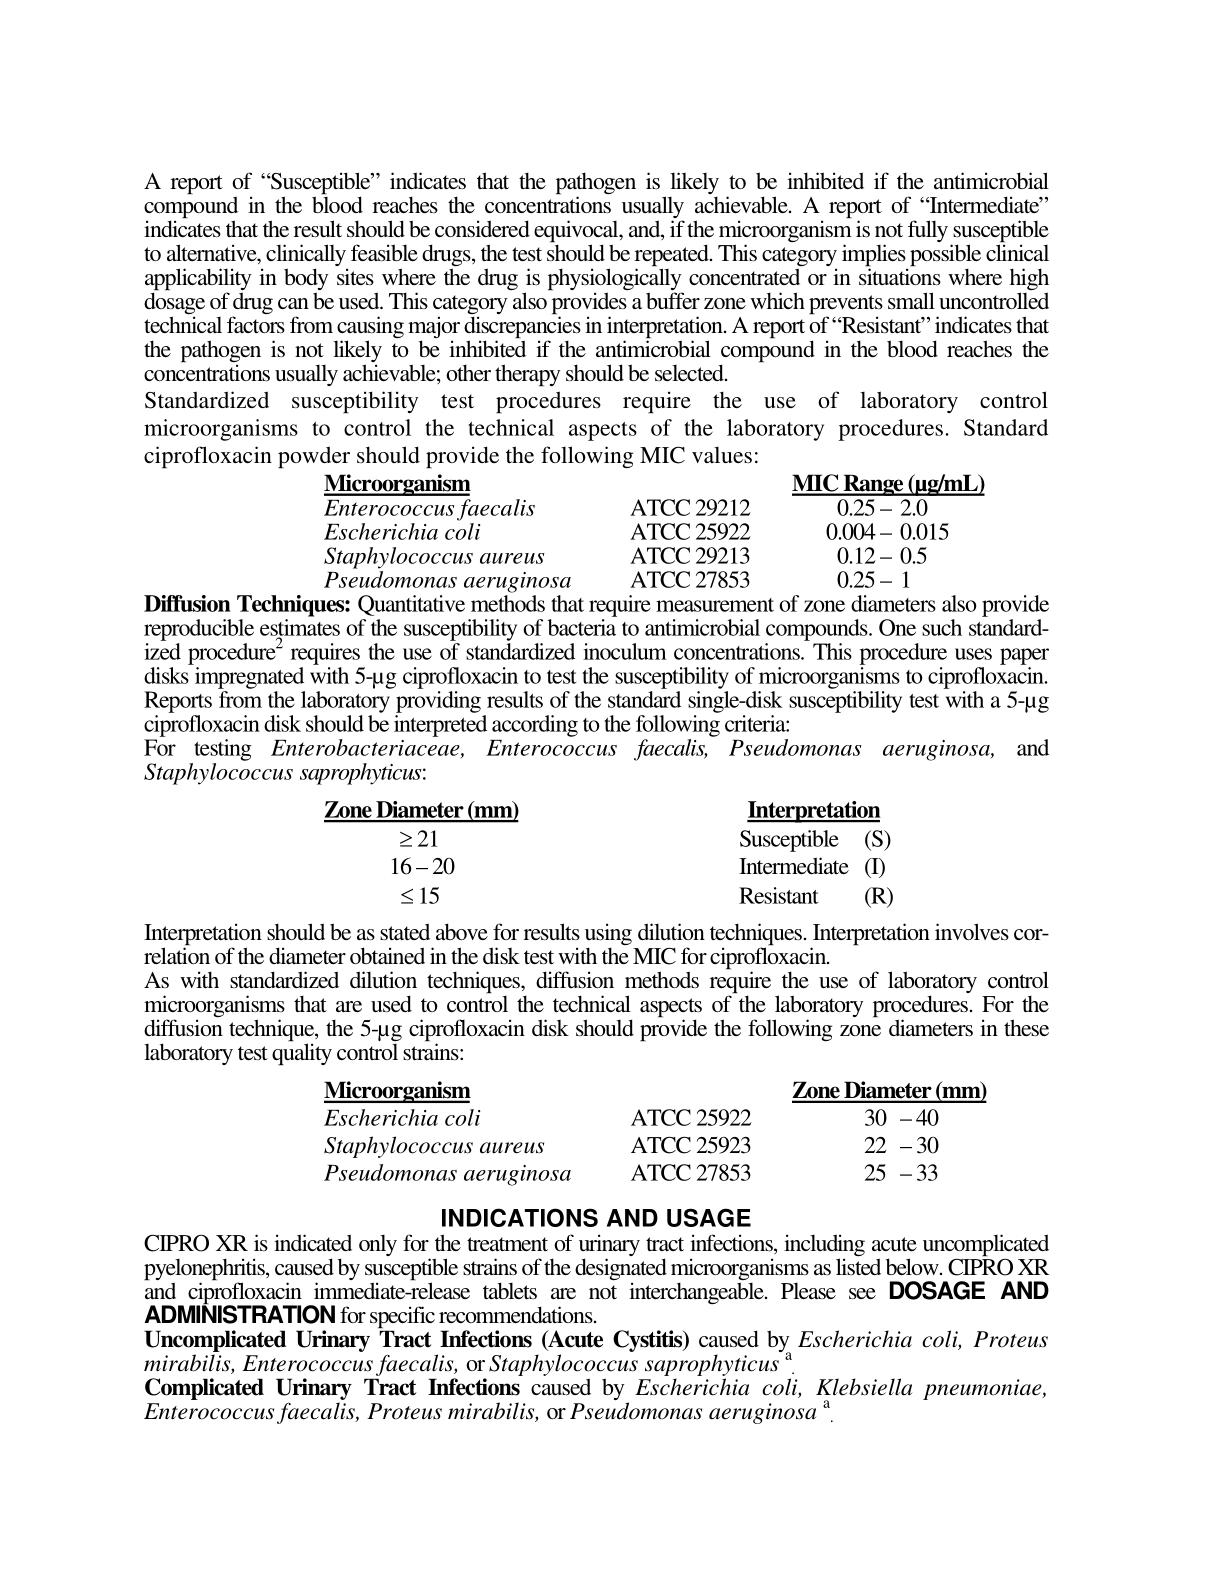 A report of “Susceptible” indicates that the pathogen is likely to be inhibited if the antimicrobial
compound in the blood reaches the concentrations usually achievable. A report of “Intermediate”
indicates that the result should be considered equivocal, and, if the microorganism is not fully susceptible
to alternative, clinically feasible drugs, the test should be repeated. This category implies possible clinical
applicability in body sites where the drug is physiologically concentrated or in situations where high
dosage of drug can be used. This category also provides a buffer zone which prevents small uncontrolled
technical factors from causing major discrepancies in interpretation. A report of “Resistant” indicates that
the pathogen is not likely to be inhibited if the antimicrobial compound in the blood reaches the
concentrations usually achievable; other therapy should be selected.
Standardized susceptibility test procedures require the use of laboratory control
microorganisms to control the technical aspects of the laboratory procedures. Standard
ciprofloxacin powder should provide the following MIC values:
Microorganism MIC Range (µg/mL)
Enterococcus faecalis ATCC 29212 0.25 – 2.0
Escherichia coli ATCC 25922 0.004 – 0.015
Staphylococcus aureus ATCC 29213 0.12 – 0.5
Pseudomonas aeruginosa ATCC 27853 0.25 – 1
Diffusion Techniques: Quantitative methods that require measurement of zone diameters also provide
reproducible estimates of the susceptibility of bacteria to antimicrobial compounds. One such standard-
ized procedure2 requires the use of standardized inoculum concentrations. This procedure uses paper
disks impregnated with 5-µg ciprofloxacin to test the susceptibility of microorganisms to ciprofloxacin.
Reports from the laboratory providing results of the standard single-disk susceptibility test with a 5-µg
ciprofloxacin disk should be interpreted according to the following criteria:
For testing Enterobacteriaceae, Enterococcus faecalis, Pseudomonas aeruginosa, and
Staphylococcus saprophyticus:
Zone Diameter (mm) Interpretation
≥ 21 Susceptible (S)
16 – 20 Intermediate (I)
≤ 15 Resistant (R)
Interpretation should be as stated above for results using dilution techniques. Interpretation involves cor-
relation of the diameter obtained in the disk test with the MIC for ciprofloxacin.
As with standardized dilution techniques, diffusion methods require the use of laboratory control
microorganisms that are used to control the technical aspects of the laboratory procedures. For the
diffusion technique, the 5-µg ciprofloxacin disk should provide the following zone diameters in these
laboratory test quality control strains:
Microorganism Zone Diameter (mm)
Escherichia coli ATCC 25922 30 – 40
Staphylococcus aureus ATCC 25923 22 – 30
Pseudomonas aeruginosa ATCC 27853 25 – 33
INDICATIONS AND USAGE
CIPRO XR is indicated only for the treatment of urinary tract infections, including acute uncomplicated
pyelonephritis, caused by susceptible strains of the designated microorganisms as listed below. CIPRO XR
and ciprofloxacin immediate-release tablets are not interchangeable. Please see DOSAGE AND
ADMINISTRATION for specific recommendations.
Uncomplicated Urinary Tract Infections (Acute Cystitis) caused by Escherichia coli, Proteus
mirabilis, Enterococcus faecalis, or Staphylococcus saprophyticus a.
Complicated Urinary Tract Infections caused by Escherichia coli, Klebsiella pneumoniae,
Enterococcus faecalis, Proteus mirabilis, or Pseudomonas aeruginosa a.